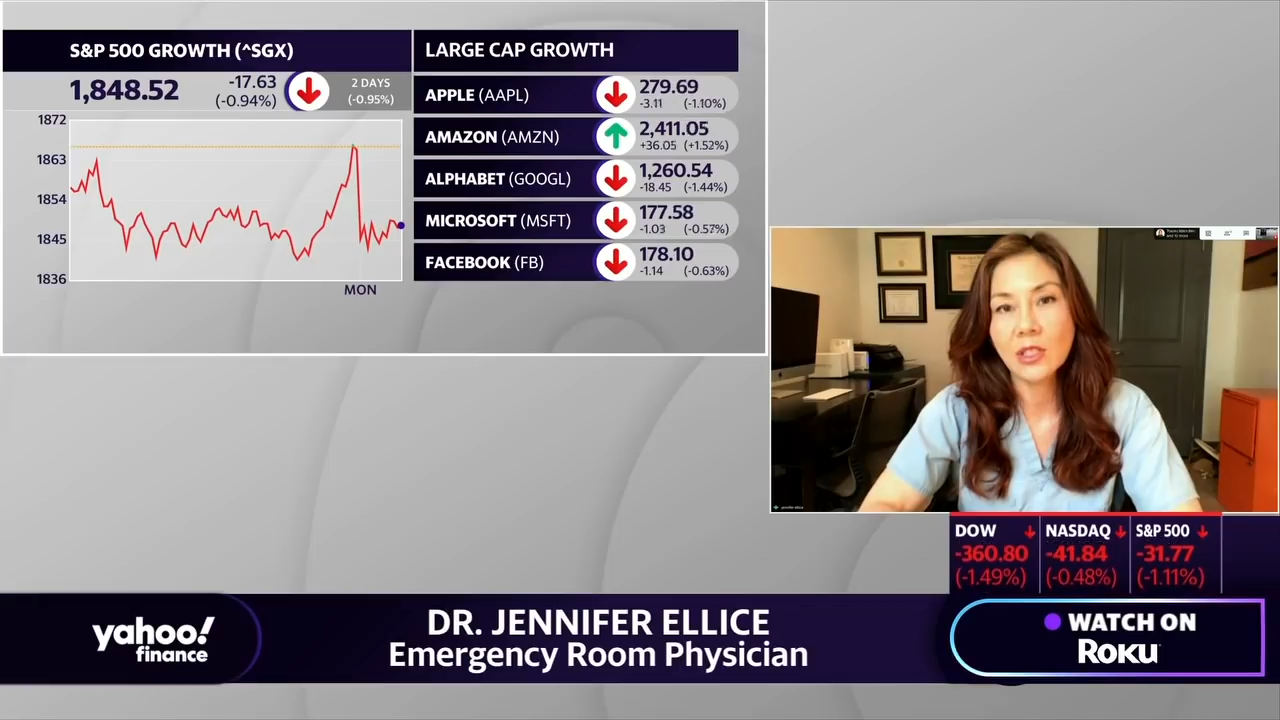 S&P 500 GROWTH (^SGX)
1,848.52
-17.63
(-0.94%)
2 DAYS
(-0.95%)
1872
1863
1854
1845
1836
MON
LARGE CAP GROWTH
APPLE (AAPL) 279.69
-3.11 (-1.10%)
AMAZON (AMZN) 2,411.05
+36.05 (+1.52%)
ALPHABET (GOOGL) 1,260.54
-18.45 (-1.44%)
MICROSOFT (MSFT) 177.58
-1.03 (-0.57%)
FACEBOOK (FB) 178.10
-1.14 (-0.63%)
DOW NASDAQ S&P 500
-360.80 -41.84 -31.77
(-1.49%) (-0.48%) (-1.11%)
yahoo!
finance
DR. JENNIFER ELLICE
Emergency Room Physician
WATCH ON
ROKU